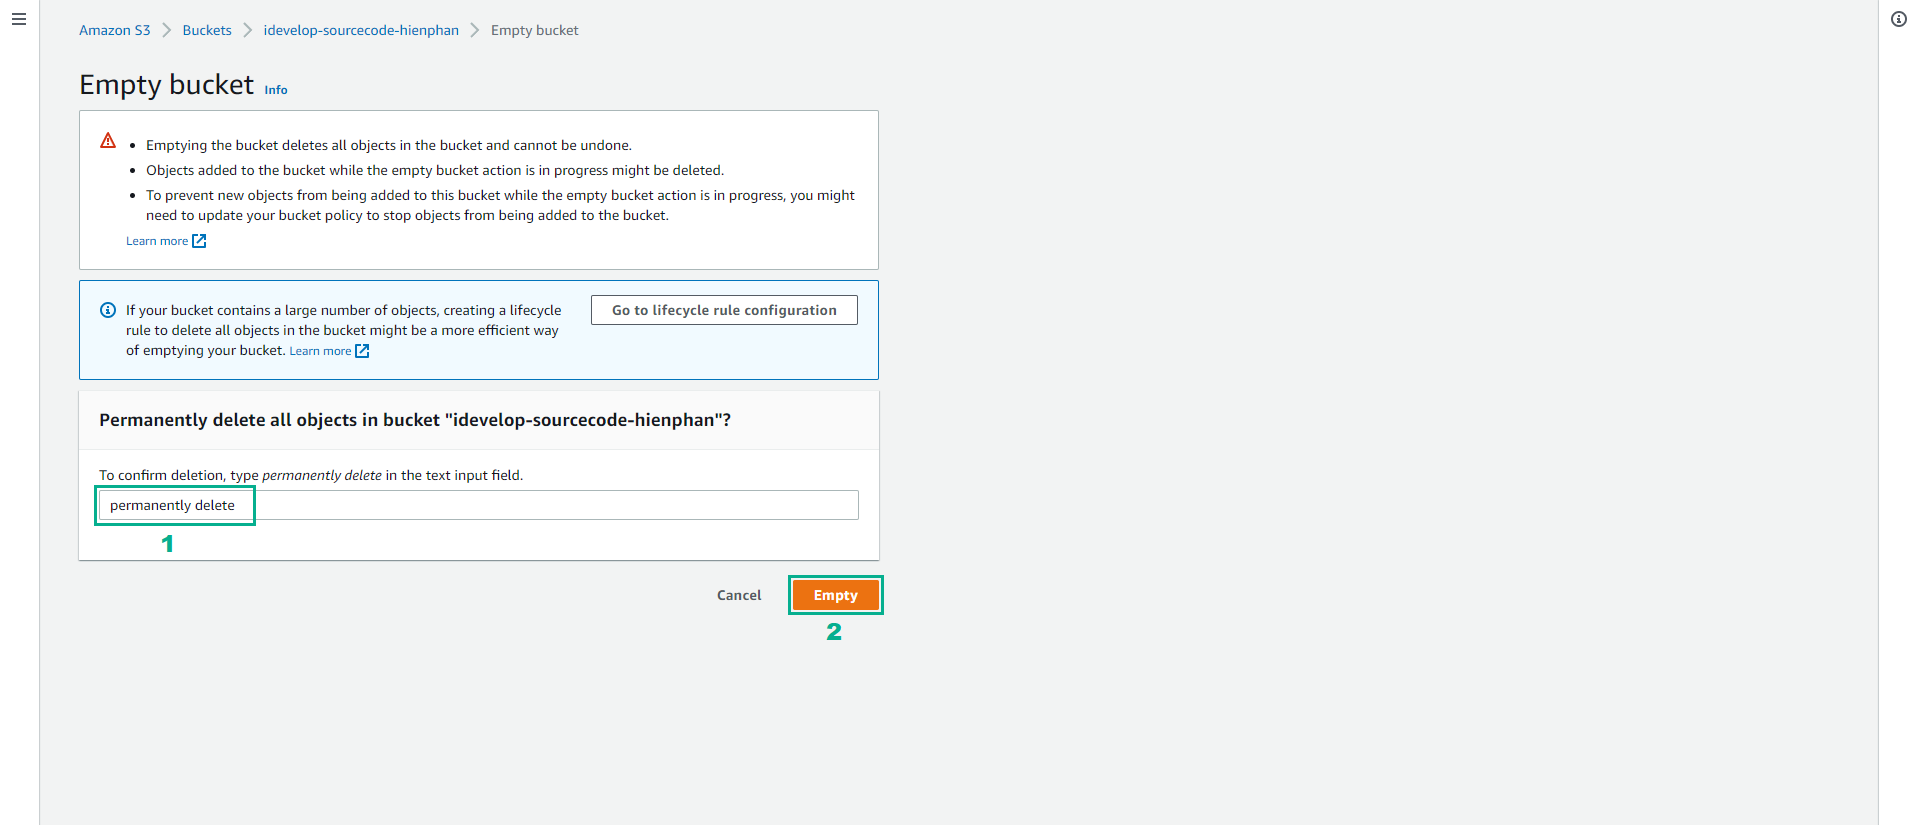 Amazon S3 > Buckets > idevelop-sourcecode-hienphan > Empty bucket
Empty bucket Info
• Emptying the bucket deletes all objects in the bucket and cannot be undone.
• Objects added to the bucket while the empty bucket action is in progress might be deleted.
• To prevent new objects from being added to this bucket while the empty bucket action is in progress, you might
need to update your bucket policy to stop objects from being added to the bucket.
Learn more
If your bucket contains a large number of objects, creating a lifecycle
rule to delete all objects in the bucket might be a more efficient way
of emptying your bucket. Learn more
Go to lifecycle rule configuration
Permanently delete all objects in bucket "idevelop-sourcecode-hienphan"?
To confirm deletion, type permanently delete in the text input field.
permanently delete
1
Cancel
Empty
2